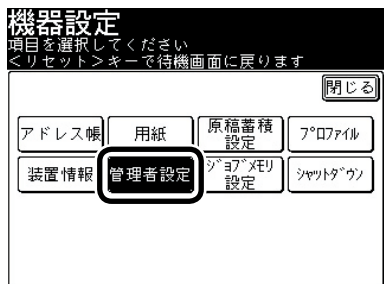 機器設定
項目を選択してください
<リセット>キーで待機画面に戻ります
閉じる
アドレス帳 用紙 原稿蓄積設定 プロファイル
装置情報 管理者設定 ジョブメモリ設定 シャットダウン